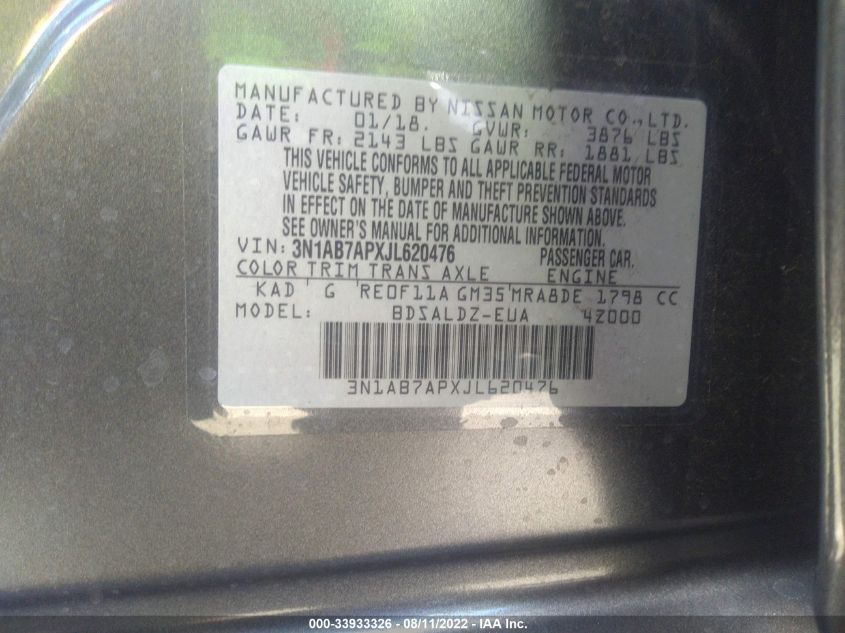 MANUFACTURED BY NISSAN MOTOR CO.,LTD.
DATE: 01/18. GVWR: 3876 LBS
GAWR FR: 2143 LBS GAWR RR: 1881 LBS
THIS VEHICLE CONFORMS TO ALL APPLICABLE FEDERAL MOTOR
VEHICLE SAFETY, BUMPER AND THEFT PREVENTION STANDARDS
IN EFFECT ON THE DATE OF MANUFACTURE SHOWN ABOVE.
SEE OWNER'S MANUAL FOR ADDITIONAL INFORMATION.
VIN: 3N1AB7APXJL620476 PASSENGER CAR.
COLOR TRIM TRANS AXLE ENGINE
KAD G RE0F11A GM35 MRA8DE 1798 CC
MODEL: BDSALDZ-EUA 4Z000
3N1AB7APXJL620476
000-33933326 - 08/11/2022 - IAA Inc.